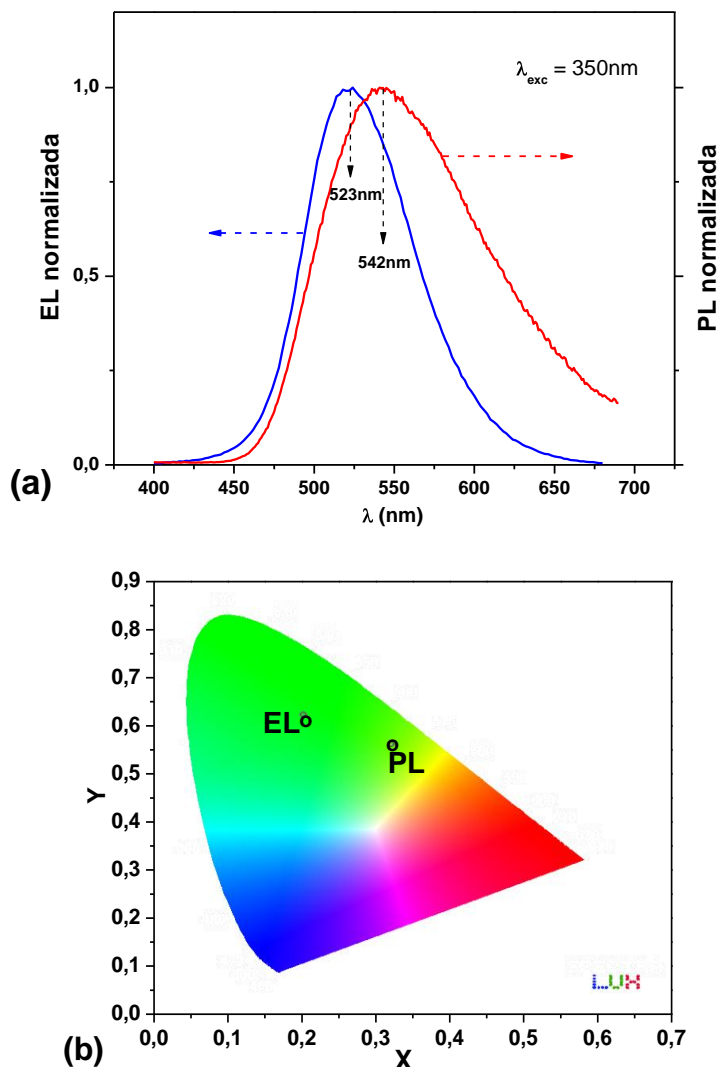 λexc = 350nm
EL normalizada
PL normalizada
1,0
0,5
0,0
523nm
542nm
400 450 500 550 600 650 700
λ (nm)
(a)
0,9
0,8
0,7
0,6
0,5
0,4
0,3
0,2
0,1
0,0
Y
EL
PL
LUX
0,0 0,1 0,2 0,3 0,4 0,5 0,6 0,7
X
(b)